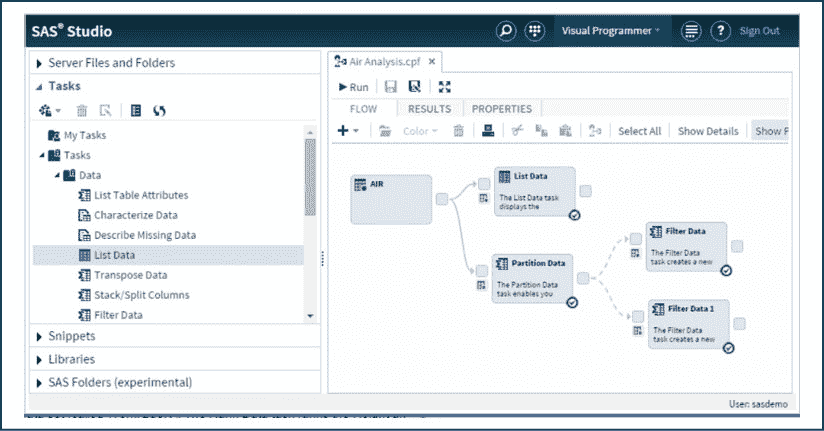 SAS® Studio
Visual Programmer
Sign Out
Server Files and Folders
Tasks
My Tasks
Tasks
Data
List Table Attributes
Characterize Data
Describe Missing Data
List Data
Transpose Data
Stack/Split Columns
Filter Data
Snippets
Libraries
SAS Folders (experimental)
Air Analysis.cpf
Run
FLOW RESULTS PROPERTIES
Color Select All Show Details Show P
AIR
List Data
The List Data task
displays the
Partition Data
The Partition Data
task enables you
Filter Data
The Filter Data
task creates a new
Filter Data 1
The Filter Data
task creates a new
User: sasdemo